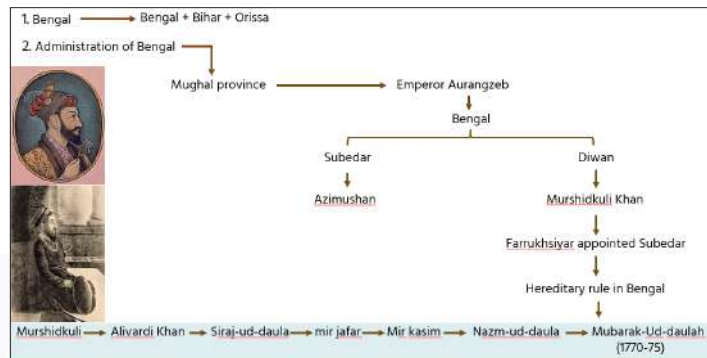 1. Bengal → Bengal + Bihar + Orissa
2. Administration of Bengal
Mughal province → Emperor Aurangzeb
Bengal
Subedar Diwan
Azimushan Murshidkuli Khan
Farrukhsiyar appointed Subedar
Hereditary rule in Bengal
Murshidkuli → Alivardi Khan → Siraj-ud-daula → mir jafar → Mir kasim → Nazm-ud-daula → Mubarak-Ud-daulah
(1770-75)